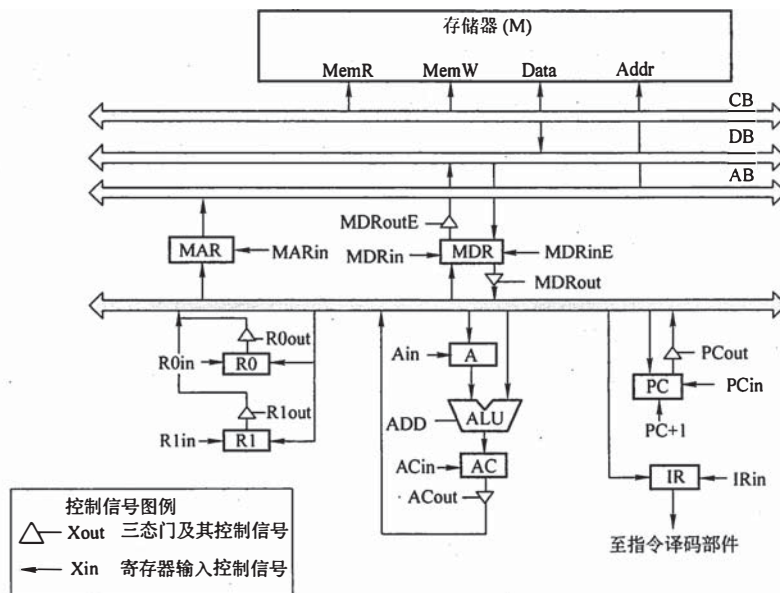 存储器 (M)
MemR MemW Data Addr
CB
DB
AB
MDRoutE
MAR
MARin
MDRin
MDR
MDRinE
MDRout
R0out
R0in
R0
R1out
R1in
R1
Ain
A
ADD
ALU
ACin
AC
ACout
PCout
PC
PCin
PC+1
IR
IRin
至指令译码部件
控制信号图例
Xout 三态门及其控制信号
Xin 寄存器输入控制信号